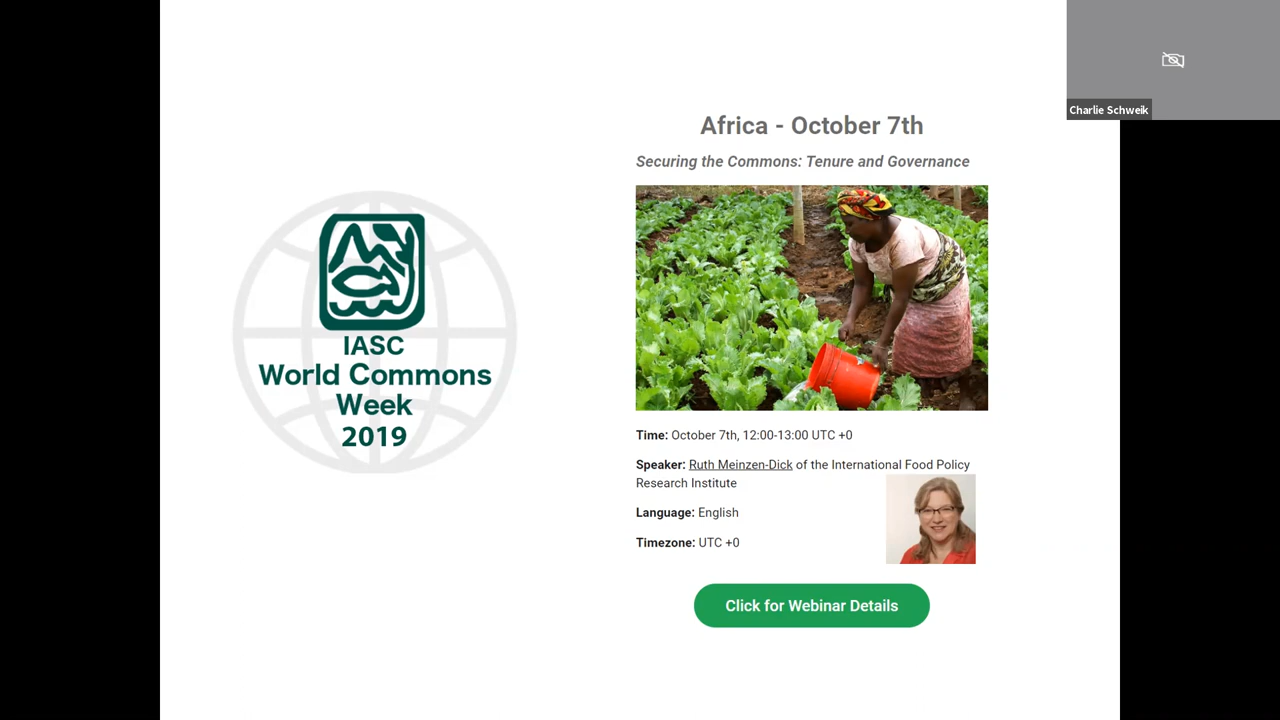 Charlie Schweik
Africa - October 7th
Securing the Commons: Tenure and Governance
IASC
World Commons
Week
2019
Time: October 7th, 12:00-13:00 UTC +0
Speaker: Ruth Meinzen-Dick of the International Food Policy
Research Institute
Language: English
Timezone: UTC +0
Click for Webinar Details